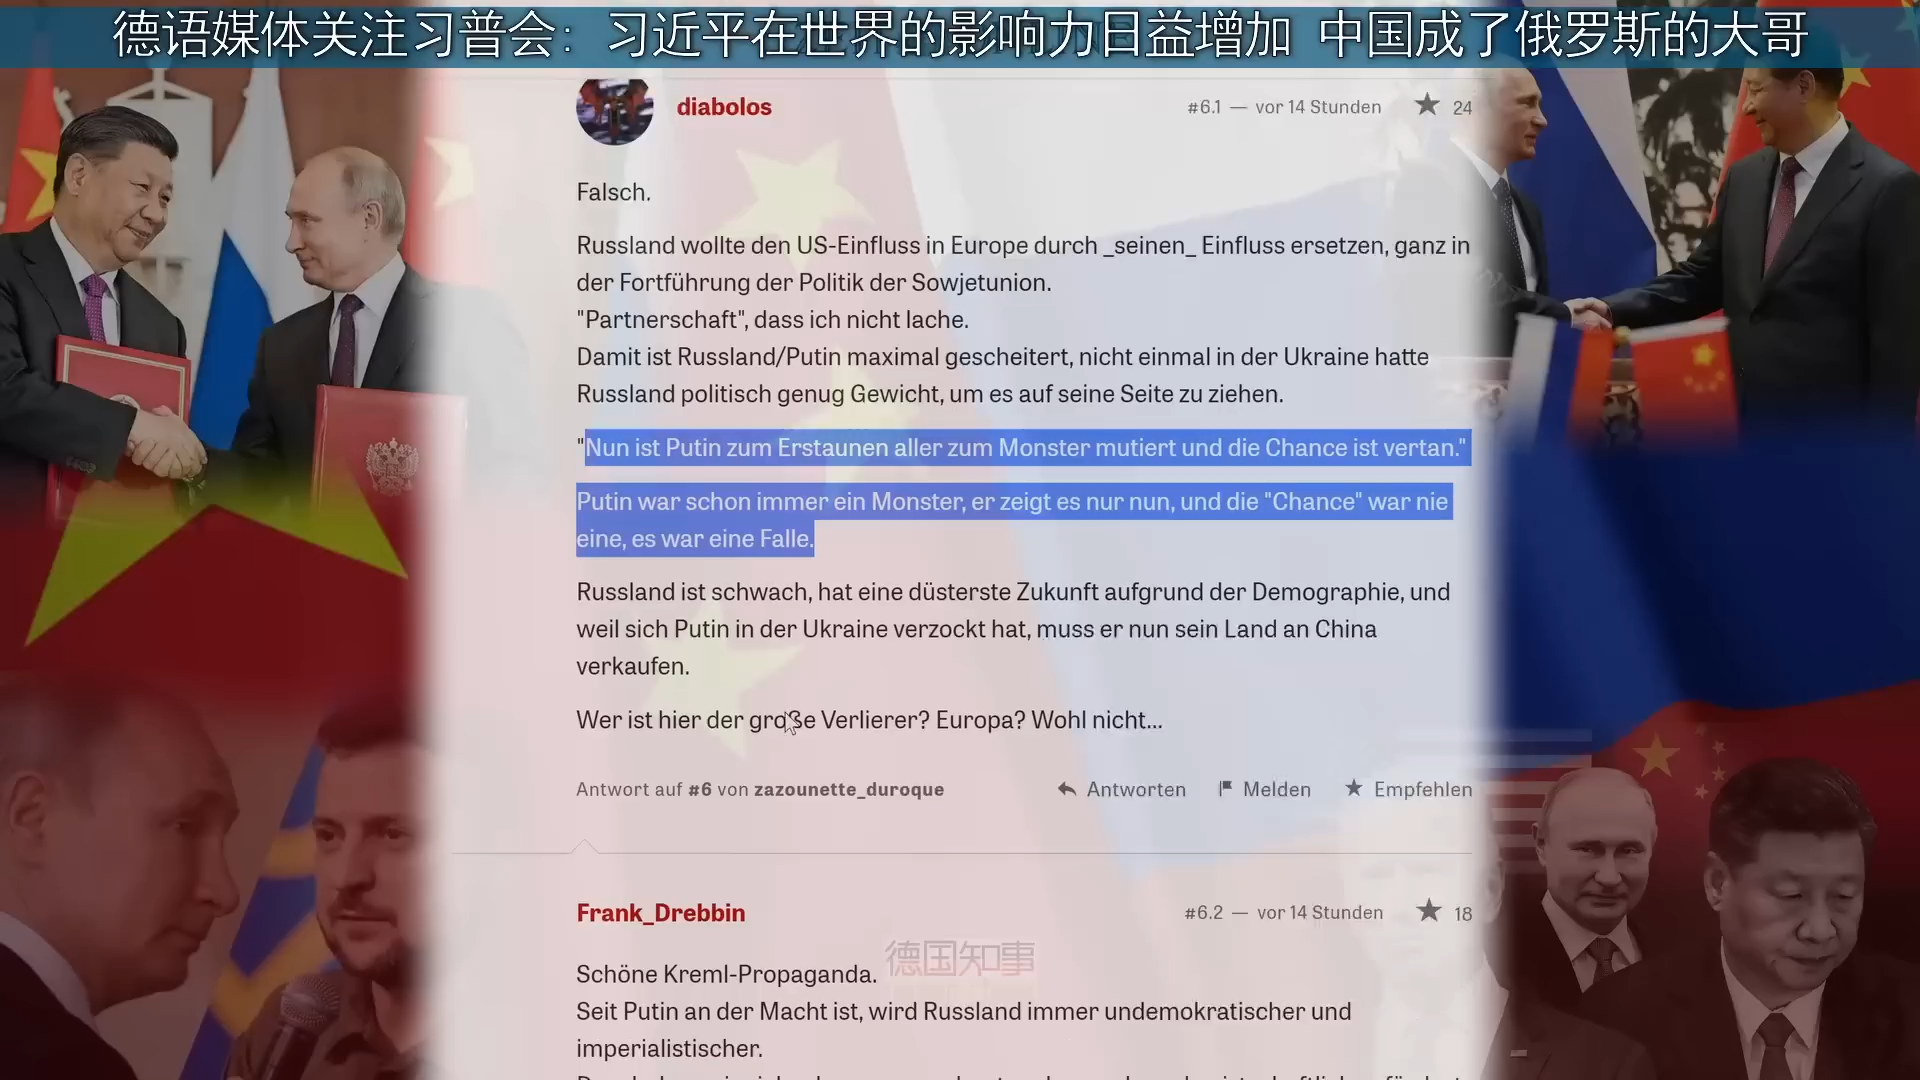 德语媒体关注习普会：习近平在世界的影响力日益增加 中国成了俄罗斯的大哥
diabolos
#6.1 — vor 14 Stunden ★ 24
Falsch.
Russland wollte den US-Einfluss in Europe durch _seinen_ Einfluss ersetzen, ganz in
der Fortführung der Politik der Sowjetunion.
"Partnerschaft", dass ich nicht lache.
Damit ist Russland/Putin maximal gescheitert, nicht einmal in der Ukraine hatte
Russland politisch genug Gewicht, um es auf seine Seite zu ziehen.
"Nun ist Putin zum Erstaunen aller zum Monster mutiert und die Chance ist vertan."
Putin war schon immer ein Monster, er zeigt es nur nun, und die "Chance" war nie
eine, es war eine Falle.
Russland ist schwach, hat eine düsterste Zukunft aufgrund der Demographie, und
weil sich Putin in der Ukraine verzockt hat, muss er nun sein Land an China
verkaufen.
Wer ist hier der große Verlierer? Europa? Wohl nicht...
Antwort auf #6 von zazounette_duroque
Antworten Melden ★ Empfehlen
Frank_Drebbin
#6.2 — vor 14 Stunden ★ 18
德国知事
Schöne Kreml-Propaganda.
Seit Putin an der Macht ist, wird Russland immer undemokratischer und
imperialistischer.